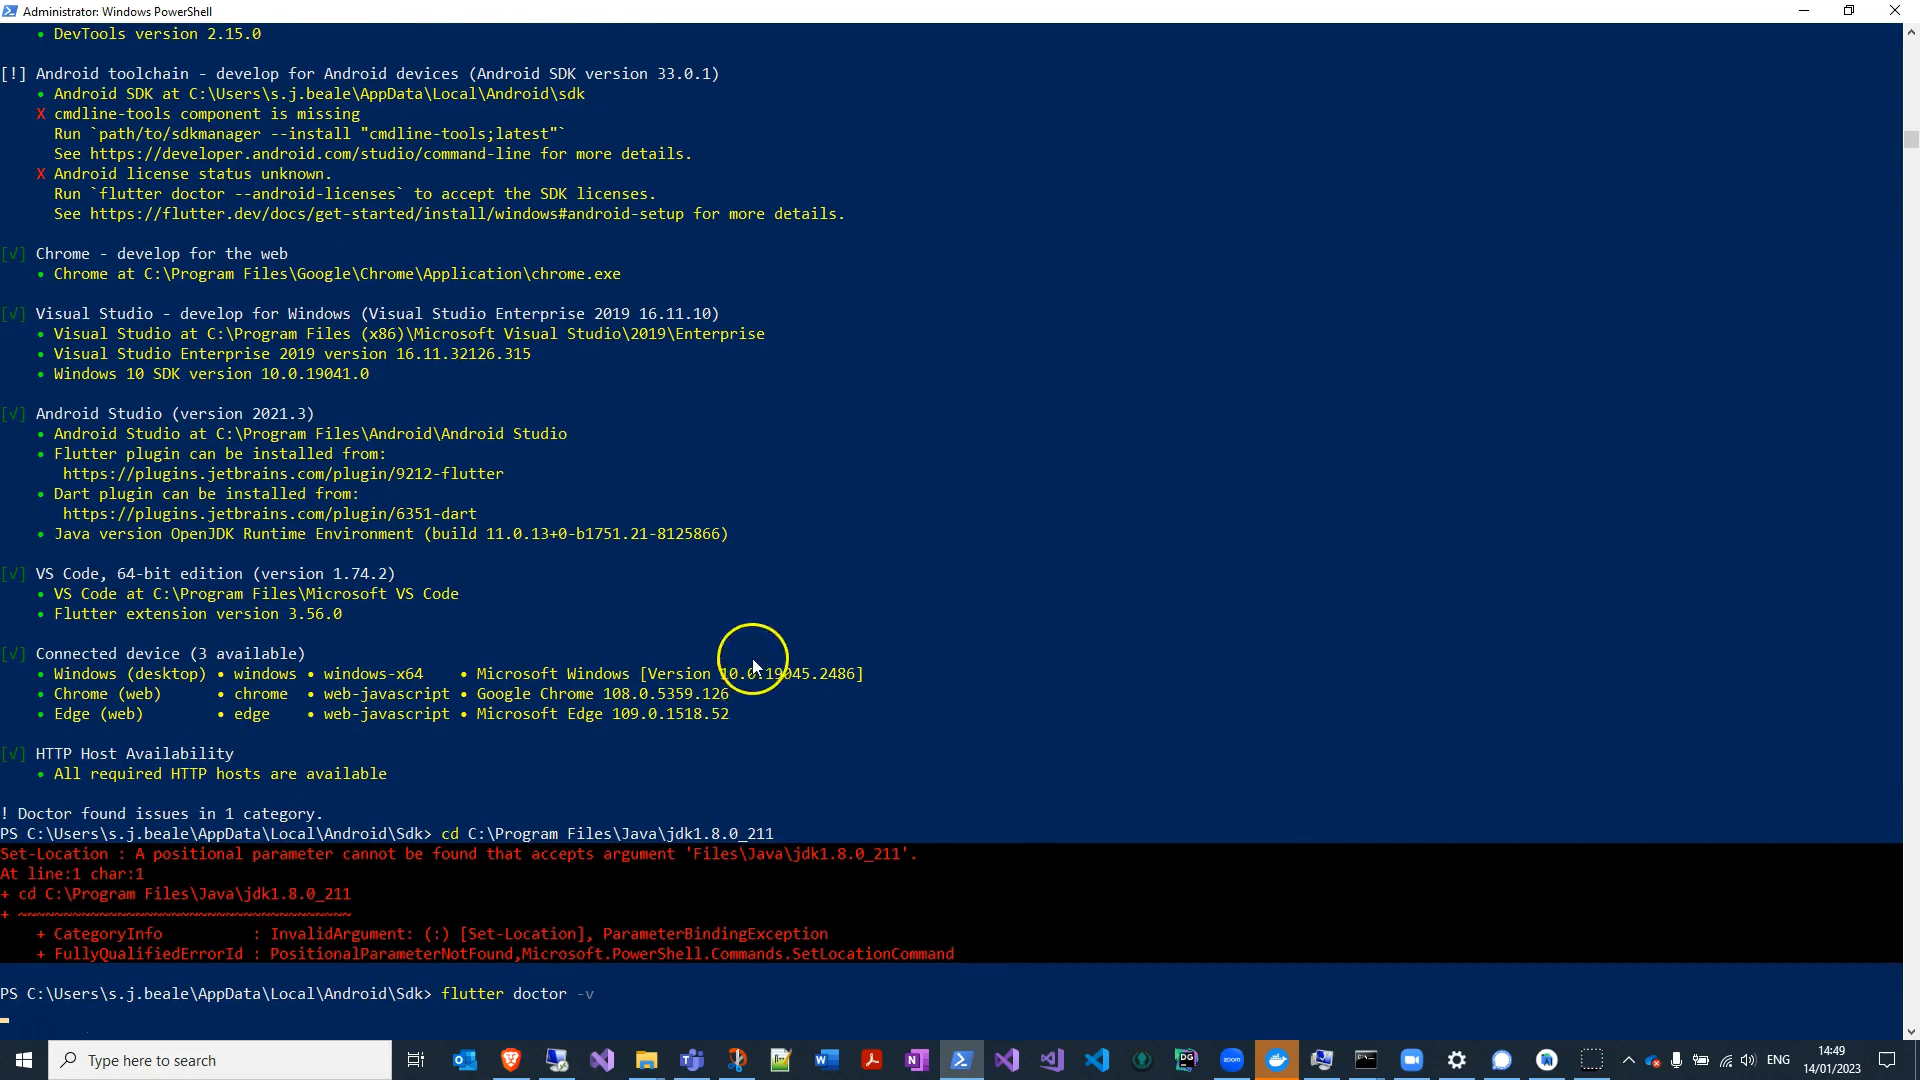 Administrator: Windows PowerShell
• DevTools version 2.15.0
[!] Android toolchain - develop for Android devices (Android SDK version 33.0.1)
• Android SDK at C:\Users\s.j.beale\AppData\Local\Android\sdk
X cmdline-tools component is missing
Run `path/to/sdkmanager --install "cmdline-tools;latest"`
See https://developer.android.com/studio/command-line for more details.
X Android license status unknown.
Run `flutter doctor --android-licenses` to accept the SDK licenses.
See https://flutter.dev/docs/get-started/install/windows#android-setup for more details.
[√] Chrome - develop for the web
• Chrome at C:\Program Files\Google\Chrome\Application\chrome.exe
[√] Visual Studio - develop for Windows (Visual Studio Enterprise 2019 16.11.10)
• Visual Studio at C:\Program Files (x86)\Microsoft Visual Studio\2019\Enterprise
• Visual Studio Enterprise 2019 version 16.11.32126.315
• Windows 10 SDK version 10.0.19041.0
[√] Android Studio (version 2021.3)
• Android Studio at C:\Program Files\Android\Android Studio
• Flutter plugin can be installed from:
https://plugins.jetbrains.com/plugin/9212-flutter
• Dart plugin can be installed from:
https://plugins.jetbrains.com/plugin/6351-dart
• Java version OpenJDK Runtime Environment (build 11.0.13+0-b1751.21-8125866)
[√] VS Code, 64-bit edition (version 1.74.2)
• VS Code at C:\Program Files\Microsoft VS Code
• Flutter extension version 3.56.0
[√] Connected device (3 available)
• Windows (desktop) • windows • windows-x64 • Microsoft Windows [Version 10.0.19045.2486]
• Chrome (web) • chrome • web-javascript • Google Chrome 108.0.5359.126
• Edge (web) • edge • web-javascript • Microsoft Edge 109.0.1518.52
[√] HTTP Host Availability
• All required HTTP hosts are available
! Doctor found issues in 1 category.
PS C:\Users\s.j.beale\AppData\Local\Android\Sdk> cd C:\Program Files\Java\jdk1.8.0_211
Set-Location : A positional parameter cannot be found that accepts argument 'Files\Java\jdk1.8.0_211'.
At line:1 char:1
+ cd C:\Program Files\Java\jdk1.8.0_211
+ ~~~~~~~~~~~~~~~~~~~~~~~~~~~~~~~~~~~~~
+ CategoryInfo : InvalidArgument: (:) [Set-Location], ParameterBindingException
+ FullyQualifiedErrorId : PositionalParameterNotFound,Microsoft.PowerShell.Commands.SetLocationCommand
PS C:\Users\s.j.beale\AppData\Local\Android\Sdk> flutter doctor -v
Type here to search
ENG
14:49
14/01/2023